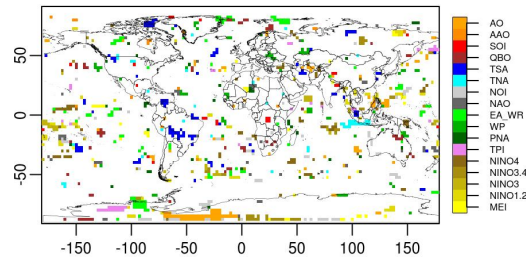 50
0
-50
-150 -100 -50 0 50 100 150
AO
AAO
SOI
QBO
TSA
TNA
NOI
NAO
EA_WR
WP
PNA
TPI
NINO4
NINO3.4
NINO3
NINO1.2
MEI